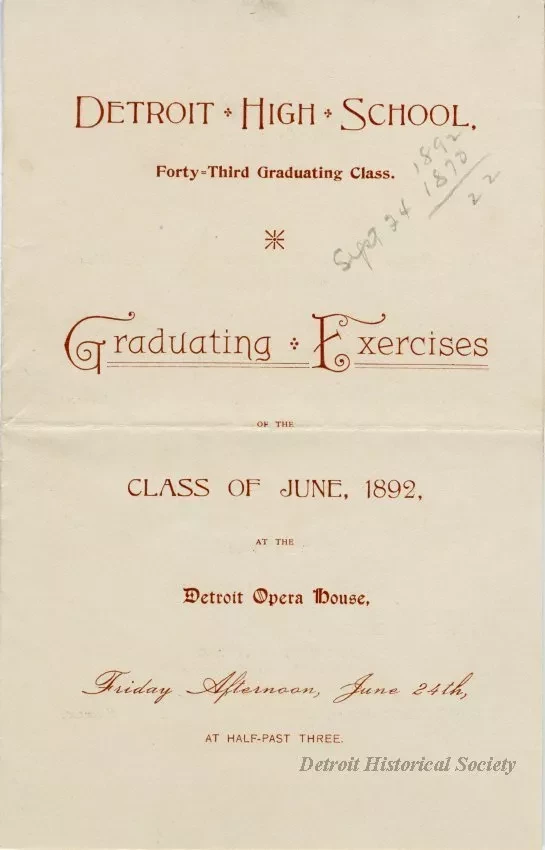 DETROIT HIGH SCHOOL,
Forty=Third Graduating Class.
1892
Sept 24 1870
22
Graduating Exercises
OF THE
CLASS OF JUNE, 1892,
AT THE
Detroit Opera House,
Friday Afternoon, June 24th,
AT HALF-PAST THREE.
Detroit Historical Society